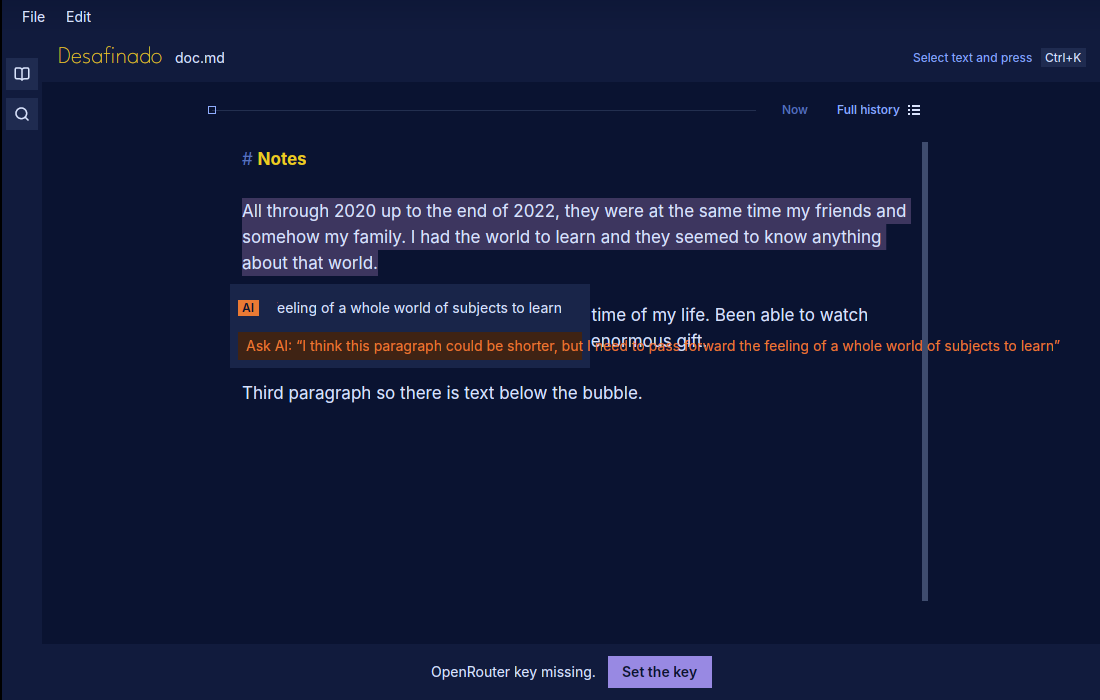 File Edit
Desafinado doc.md Select text and press Ctrl+K
Now Full history
# Notes
All through 2020 up to the end of 2022, they were at the same time my friends and
somehow my family. I had the world to learn and they seemed to know anything
about that world.
AI eeling of a whole world of subjects to learn
time of my life. Been able to watch
enormous gift.
Ask AI: “I think this paragraph could be shorter, but I need to pass forward the feeling of a whole world of subjects to learn”
Third paragraph so there is text below the bubble.
OpenRouter key missing. Set the key